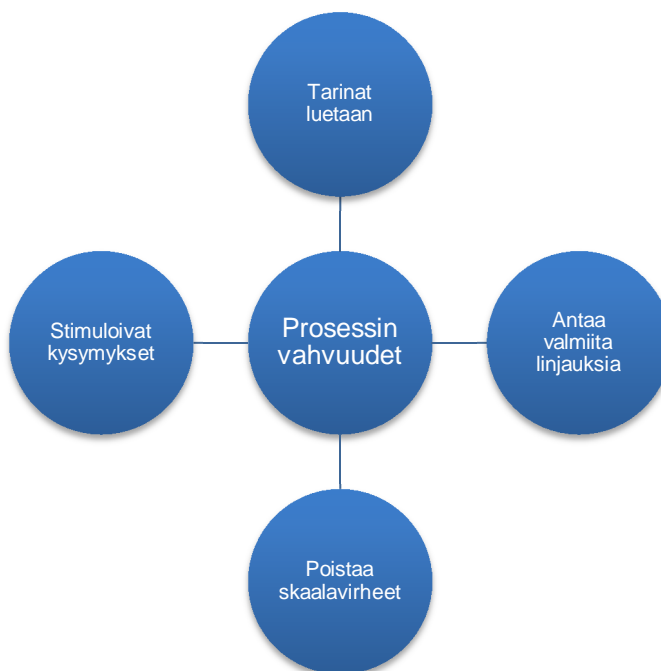 Tarinat
luetaan
Stimuloivat
kysymykset
Prosessin
vahvuudet
Antaa
valmiita
linjauksia
Poistaa
skaalavirheet